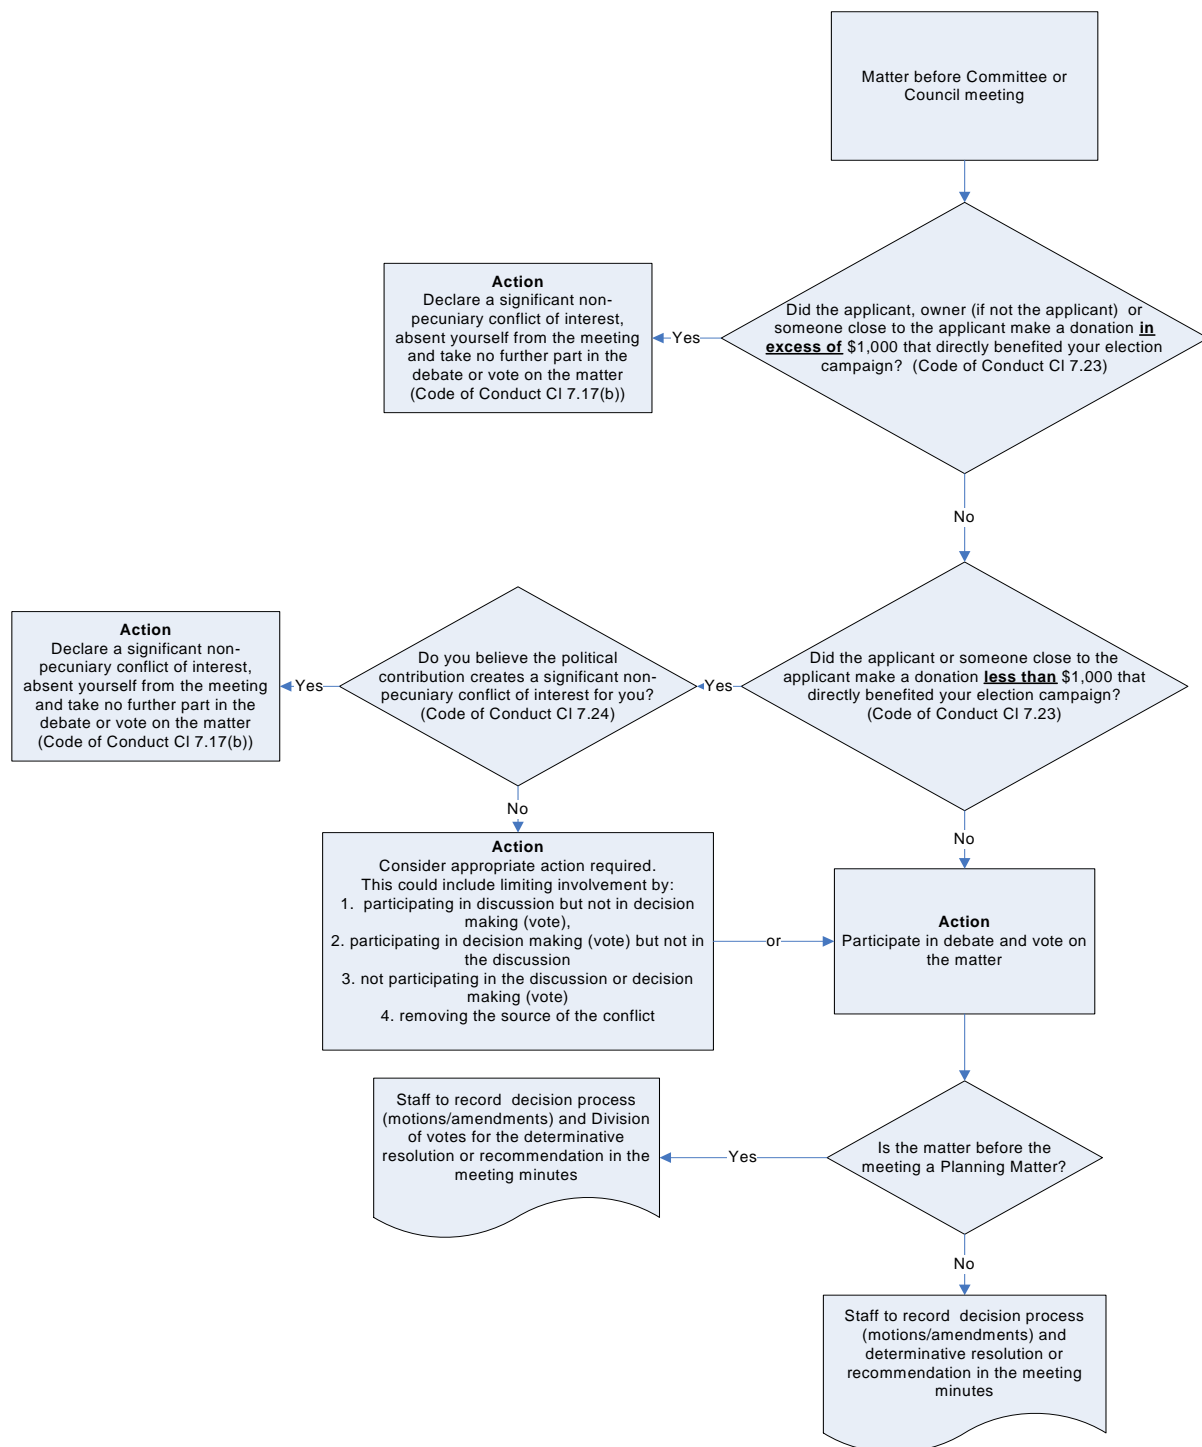 Matter before Committee or
Council meeting
Did the applicant, owner (if not the applicant)  or
someone close to the applicant make a donation in
excess of $1,000 that directly benefited your election
campaign?  (Code of Conduct Cl 7.23)
Yes
Action
Declare a significant non-
pecuniary conflict of interest,
absent yourself from the meeting
and take no further part in the
debate or vote on the matter
(Code of Conduct Cl 7.17(b))
No
Did the applicant or someone close to the
applicant make a donation less than $1,000 that
directly benefited your election campaign?
(Code of Conduct Cl 7.23)
Yes
Do you believe the political
contribution creates a significant non-
pecuniary conflict of interest for you?
(Code of Conduct Cl 7.24)
Yes
Action
Declare a significant non-
pecuniary conflict of interest,
absent yourself from the meeting
and take no further part in the
debate or vote on the matter
(Code of Conduct Cl 7.17(b))
No
Action
Consider appropriate action required.
This could include limiting involvement by:
1.  participating in discussion but not in decision
making (vote),
2. participating in decision making (vote) but not in
the discussion
3. not participating in the discussion or decision
making (vote)
4. removing the source of the conflict
or
No
Action
Participate in debate and vote on
the matter
Is the matter before the
meeting a Planning Matter?
Yes
Staff to record  decision process
(motions/amendments) and Division
of votes for the determinative
resolution or recommendation in the
meeting minutes
No
Staff to record  decision process
(motions/amendments) and
determinative resolution or
recommendation in the meeting
minutes